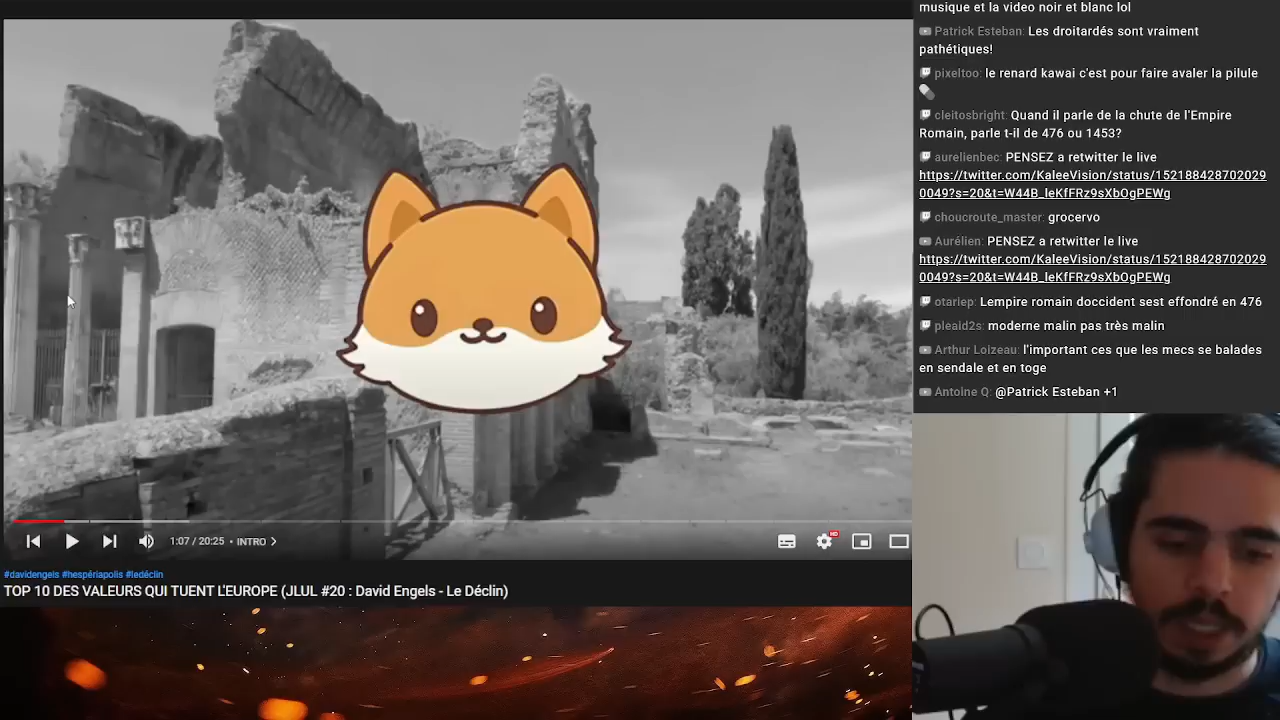 musique et la video noir et blanc lol
Patrick Esteban: Les droitardés sont vraiment
pathétiques!
pixeltoo: le renard kawai c'est pour faire avaler la pilule
cleitosbright: Quand il parle de la chute de l'Empire
Romain, parle t-il de 476 ou 1453?
aurelienbec: PENSEZ a retwitter le live
https://twitter.com/KaleeVision/status/152188428702029
0049?s=20&t=W44B_leKfFRz9sXbQgPEWg
choucroute_master: grocervo
Aurélien: PENSEZ a retwitter le live
https://twitter.com/KaleeVision/status/152188428702029
0049?s=20&t=W44B_leKfFRz9sXbQgPEWg
otariep: Lempire romain doccident sest effondré en 476
pleaid2s: moderne malin pas très malin
Arthur Loizeau: l'important ces que les mecs se balades
en sendale et en toge
Antoine Q: @Patrick Esteban +1
1:07 / 20:25 • INTRO
HD
#davidengels #hespériapolis #ledéclin
TOP 10 DES VALEURS QUI TUENT L'EUROPE (JLUL #20 : David Engels - Le Déclin)